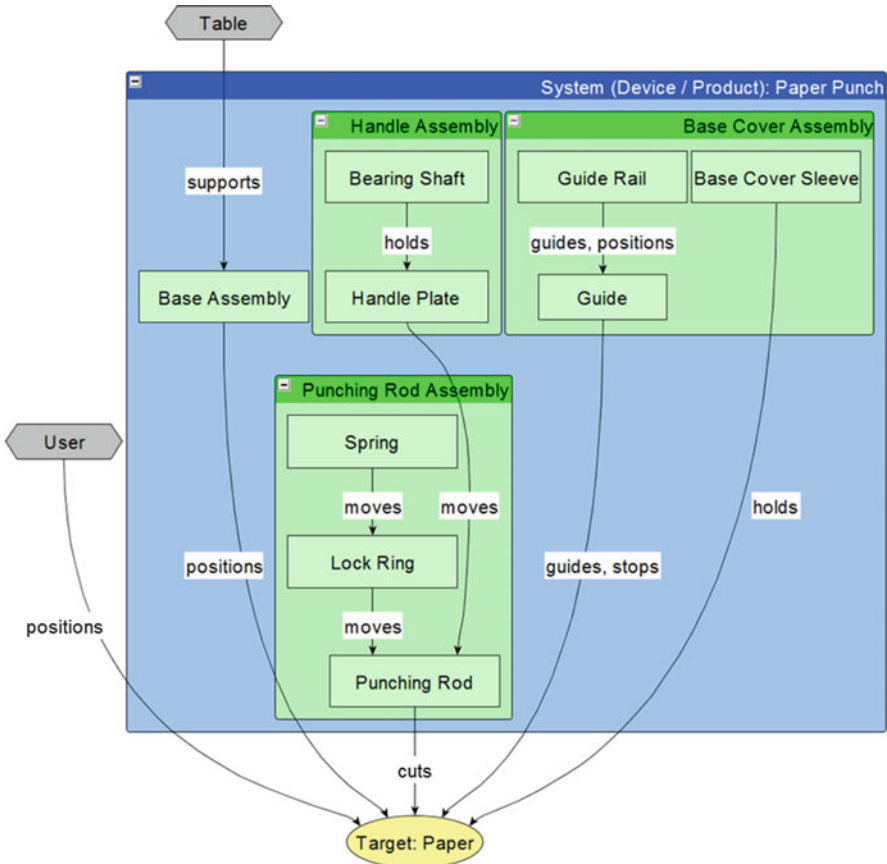 Table
System (Device / Product): Paper Punch
Handle Assembly
Base Cover Assembly
Bearing Shaft
Guide Rail
Base Cover Sleeve
supports
holds
guides, positions
Base Assembly
Handle Plate
Guide
Punching Rod Assembly
User
Spring
moves
moves
holds
Lock Ring
positions
guides, stops
positions
moves
Punching Rod
cuts
Target: Paper